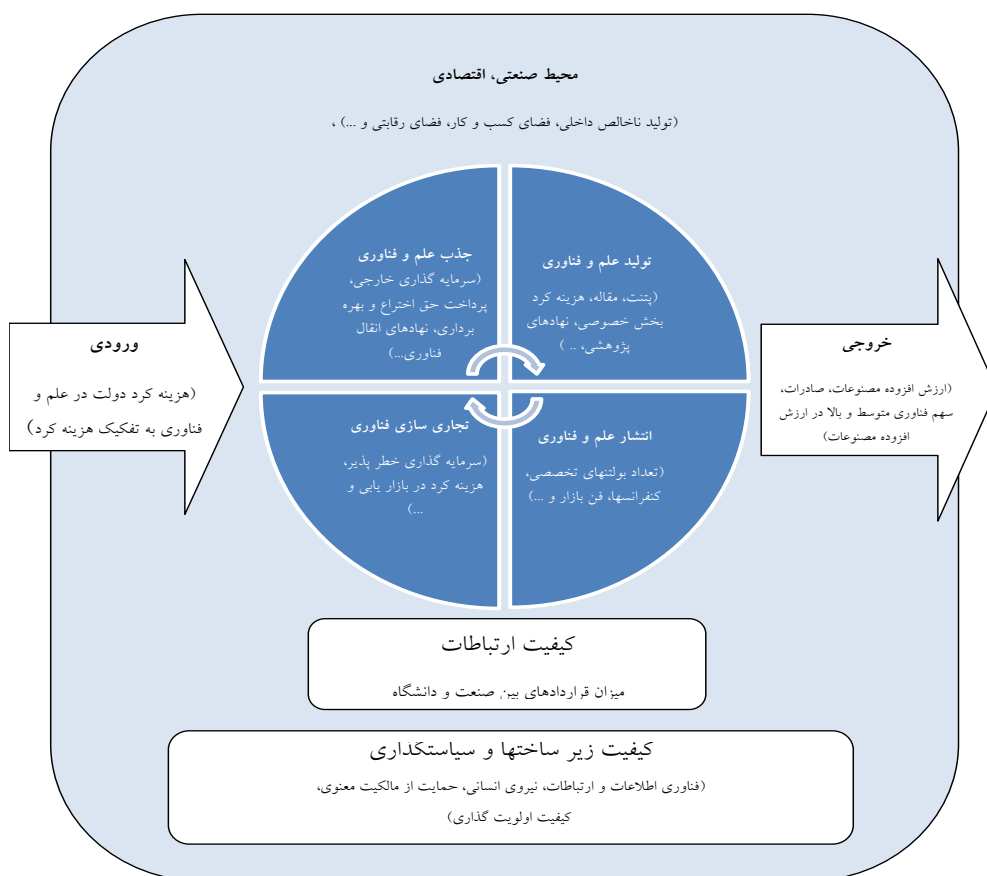 محیط صنعتی، اقتصادی
(تولید ناخالص داخلی، فضای کسب و کار، فضای رقابتی و ...) ،
تولید علم و فناوری
(پتنت، مقاله، هزینه کرد
بخش خصوصی، نهادهای
پژوهشی، .. )
جذب علم و فناوری
(سرمایه گذاری خارجی،
پرداخت حق اختراع و بهره
برداری، نهادهای انقال
فناوری...)
انتشار علم و فناوری
(تعداد بولتنهای تخصصی،
کنفرانسها، فن بازار و ...)
تجاری سازی فناوری
(سرمایه گذاری خطر پذیر،
هزینه کرد در بازار یابی و
...)
خروجی
(ارزش افزوده مصنوعات، صادرات،
سهم فناوری متوسط و بالا در ارزش
افزوده مصنوعات)
ورودی
(هزینه کرد دولت در علم و
فناوری به تفکیک هزینه کرد)
کیفیت ارتباطات
میزان قراردادهای بین صنعت و دانشگاه
کیفیت زیر ساختها و سیاستگذاری
(فناوری اطلاعات و ارتباطات، نیروی انسانی، حمایت از مالکیت معنوی،
کیفیت اولویت گذاری)